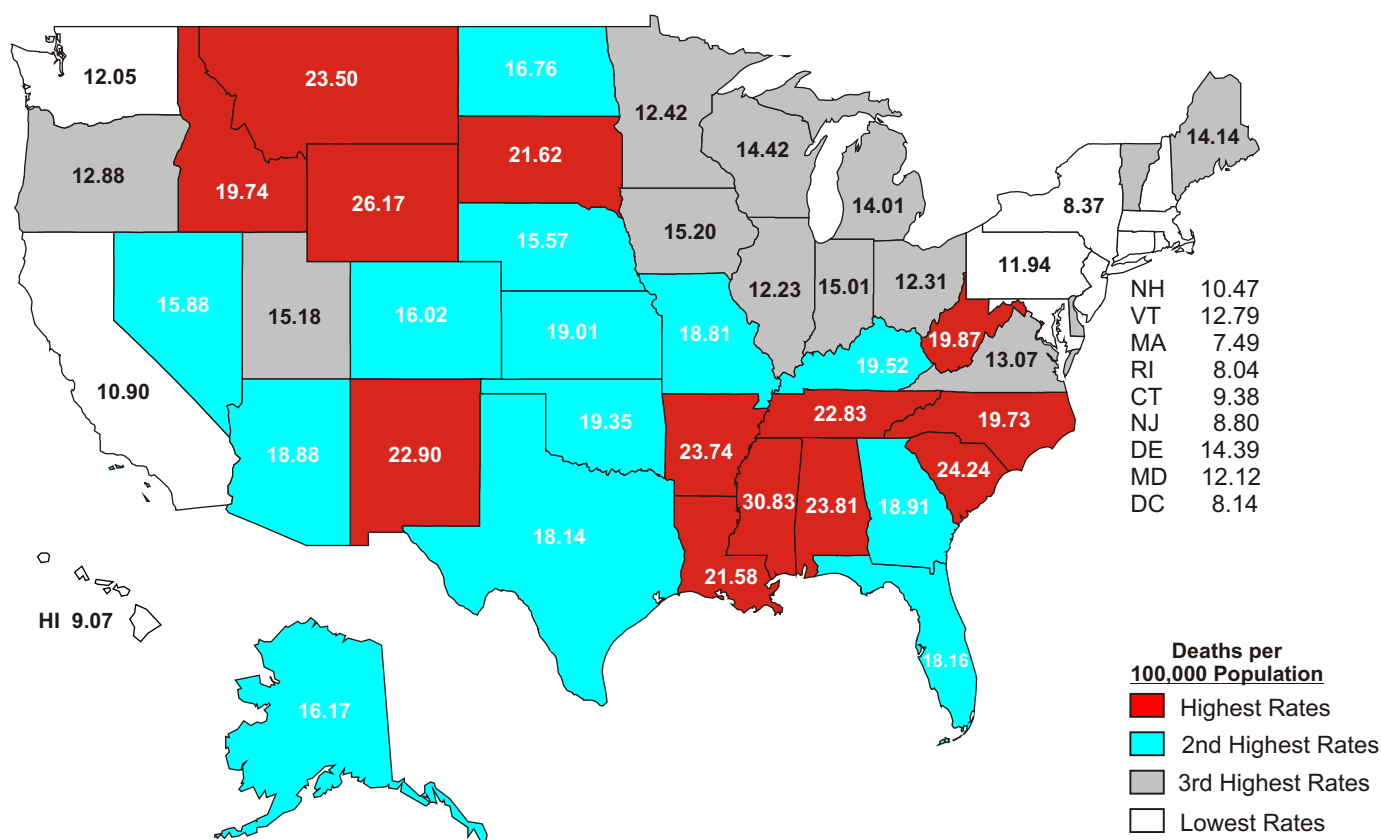 12.05
23.50
16.76
12.42
14.14
12.88
19.74
26.17
21.62
14.42
14.01
8.37
15.57
15.20
11.94
15.88
15.18
16.02
19.01
18.81
12.23
15.01
12.31
19.87
13.07
19.52
10.90
18.88
22.90
19.35
23.74
22.83
19.73
24.24
18.14
21.58
30.83
23.81
18.91
18.16
NH 10.47
VT 12.79
MA 7.49
RI 8.04
CT 9.38
NJ 8.80
DE 14.39
MD 12.12
DC 8.14
HI 9.07
16.17
Deaths per
100,000 Population
Highest Rates
2nd Highest Rates
3rd Highest Rates
Lowest Rates